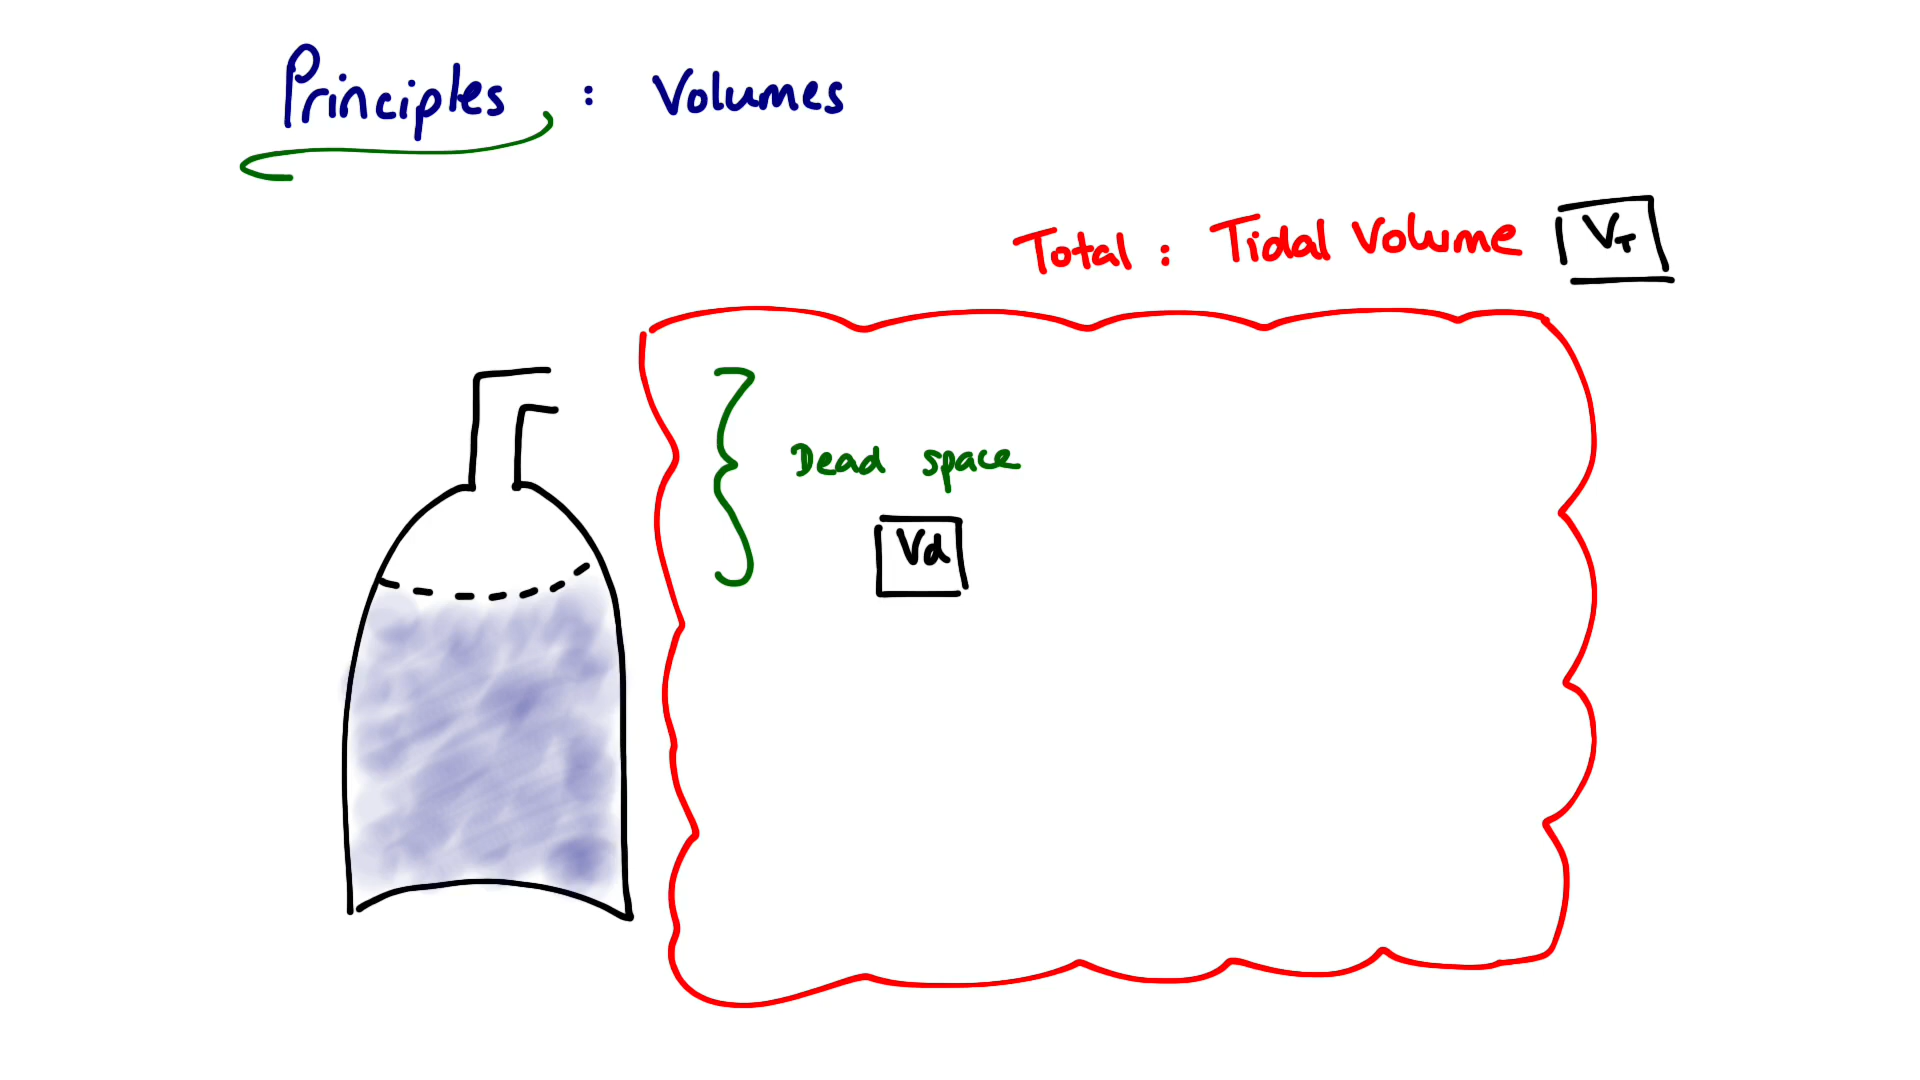 Principles : Volumes
Total : Tidal Volume VT
Dead space
Vd